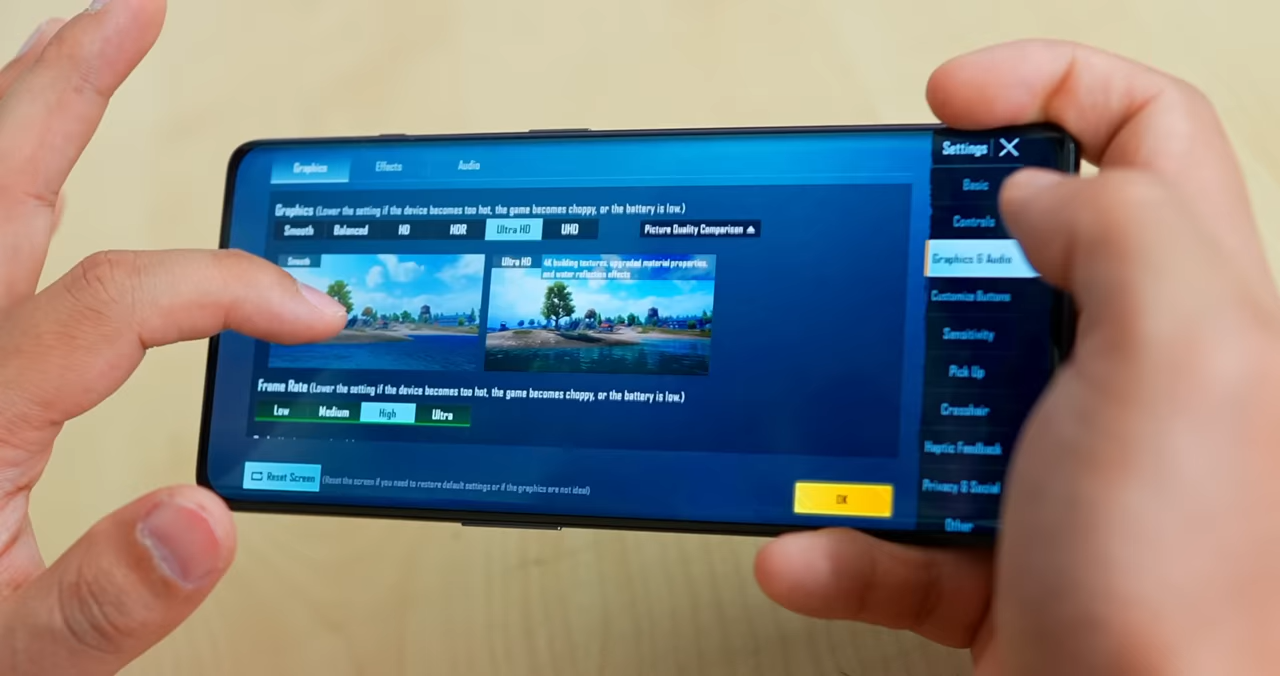 Graphics Effects Audio
Graphics (Lower the setting if the device becomes too hot, the game becomes choppy, or the battery is low.)
Smooth Balanced HD HDR Ultra HD UHD Picture Quality Comparison
Smooth
Ultra HD 4K building textures, upgraded material properties,
and water reflection effects
Frame Rate (Lower the setting if the device becomes too hot, the game becomes choppy, or the battery is low.)
Low Medium High Ultra
Reset Screen (Reset the screen if you need to restore default settings or if the graphics are not ideal)
OK
Settings
Basic
Controls
Graphics & Audio
Customize Buttons
Sensitivity
Pick Up
Crosshair
Haptic Feedback
Privacy & Social
Other